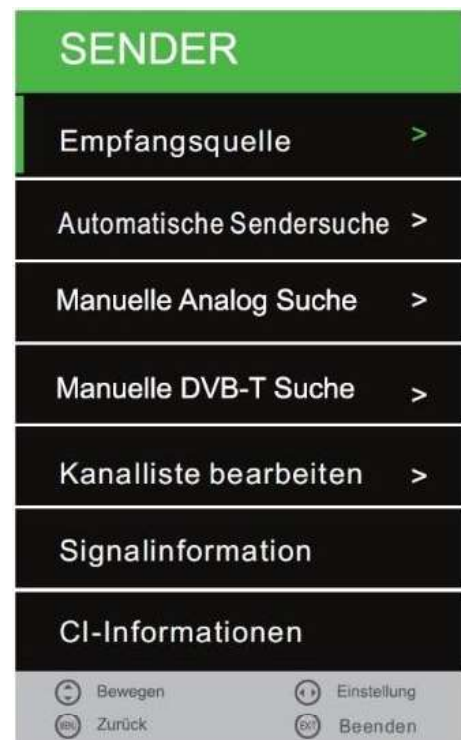 SENDER
Empfangsquelle >
Automatische Sendersuche >
Manuelle Analog Suche >
Manuelle DVB-T Suche >
Kanalliste bearbeiten >
Signalinformation
CI-Informationen
Bewegen Einstellung
Zurück EXIT Beenden